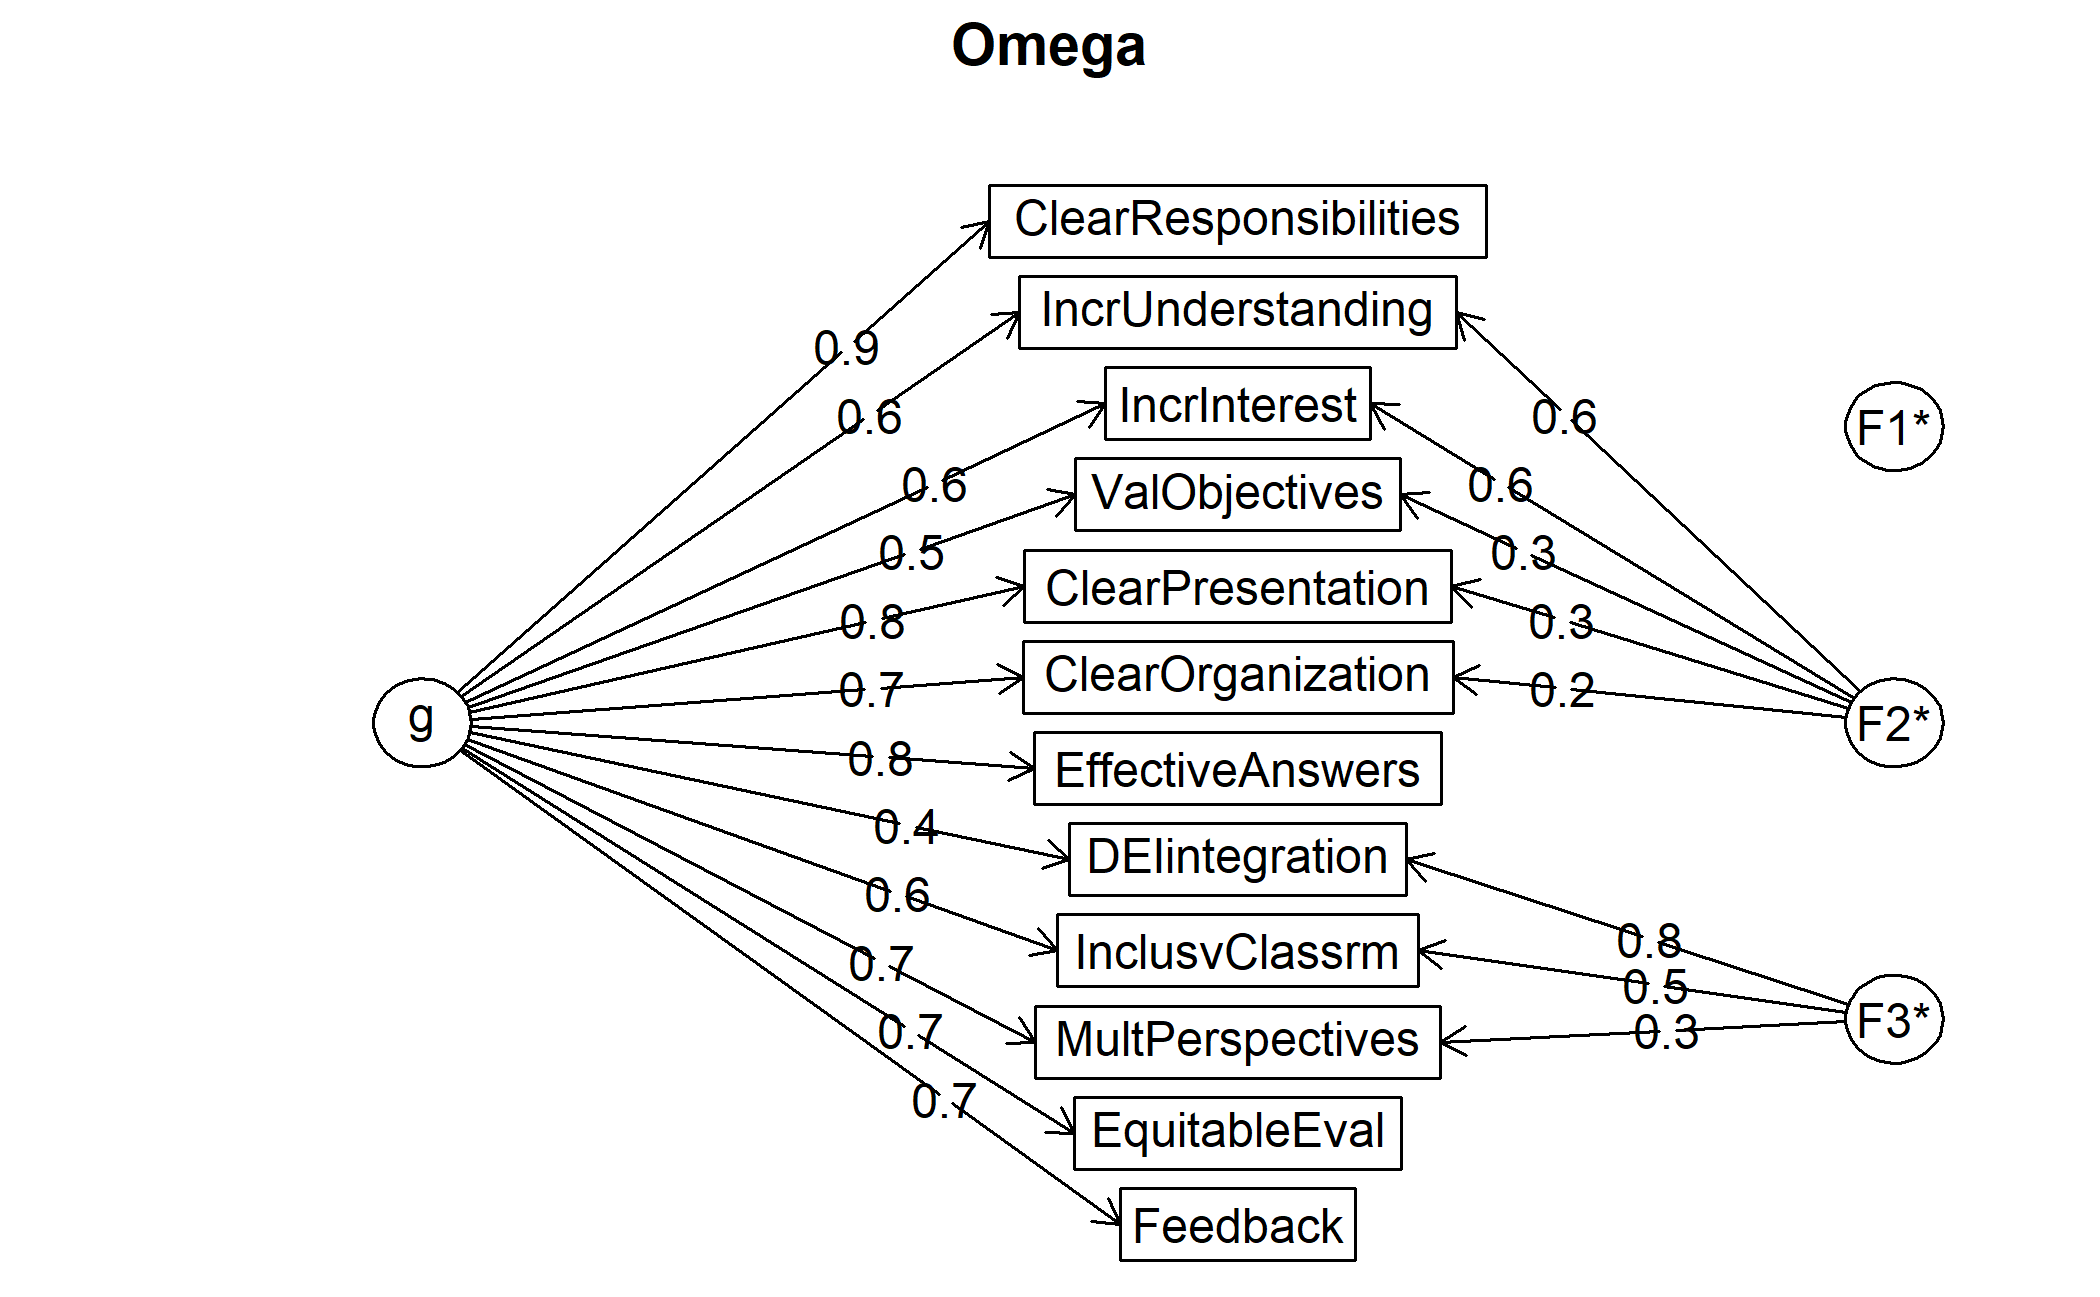 Omega
ClearResponsibilities
IncrUnderstanding
0.9
IncrInterest
0.6
0.6
F1*
ValObjectives
0.6
0.6
0.5
0.3
ClearPresentation
0.8
0.3
ClearOrganization
0.7
0.2
g
F2*
EffectiveAnswers
0.8
0.4
DEIintegration
0.6
0.8
InclusvClassrm
0.7
0.5
MultPerspectives
0.7
0.3
F3*
0.7
EquitableEval
Feedback